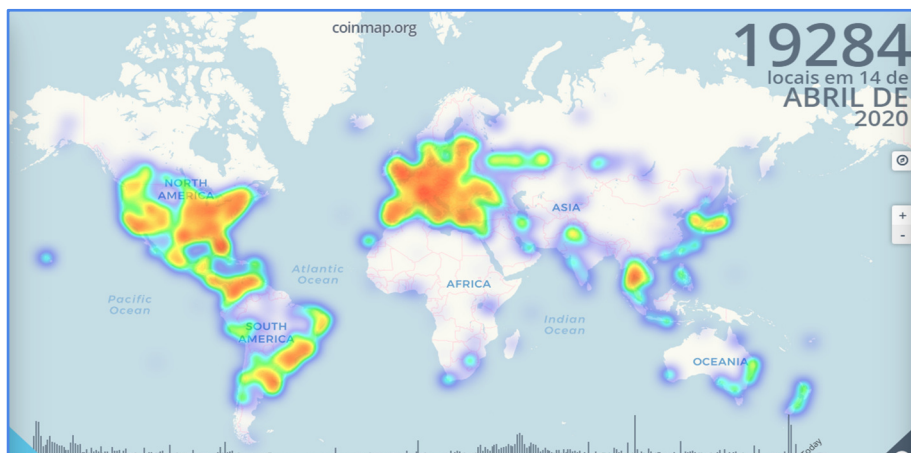 coinmap.org
19284
locais em 14 de
ABRIL DE
2020
NORTH
AMERICA
ASIA
Atlantic
Ocean
AFRICA
Pacific
Ocean
Indian
Ocean
SOUTH
AMERICA
OCEANIA
+
-
Today